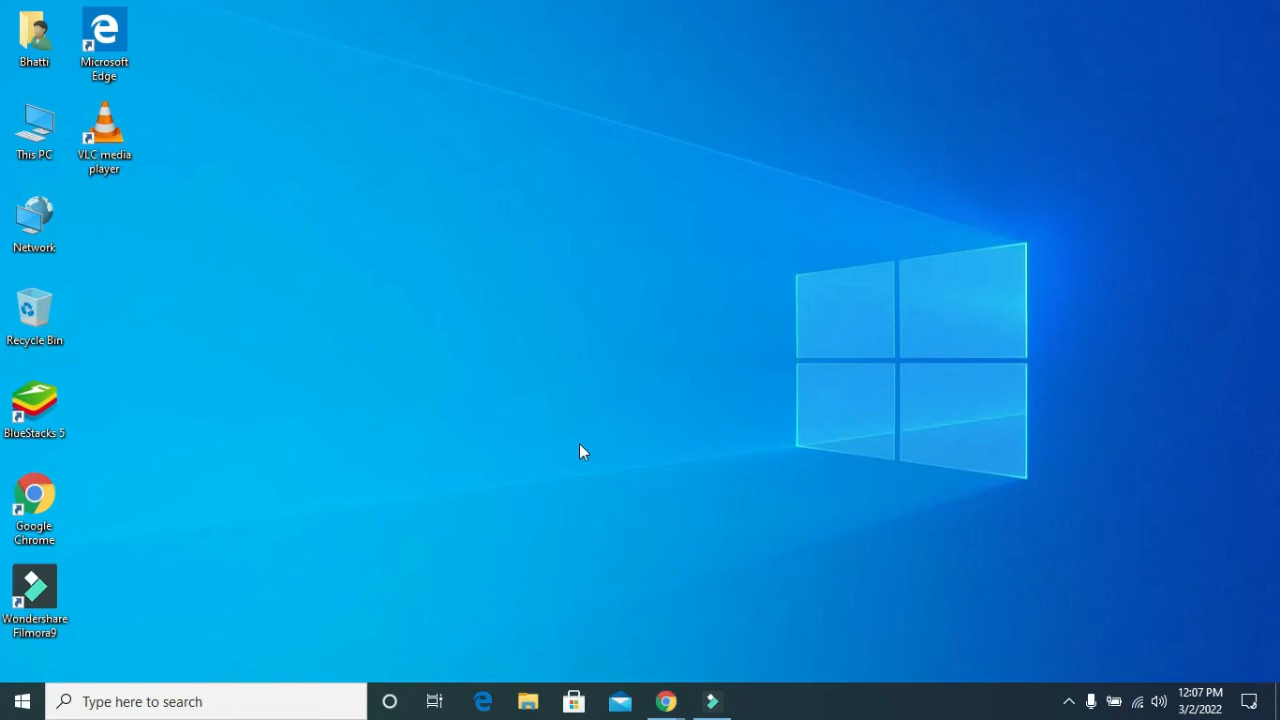 Bhatti
Microsoft
Edge
This PC
VLC media
player
Network
Recycle Bin
BlueStacks 5
Google
Chrome
Wondershare
Filmora9
Type here to search
12:07 PM
3/2/2022